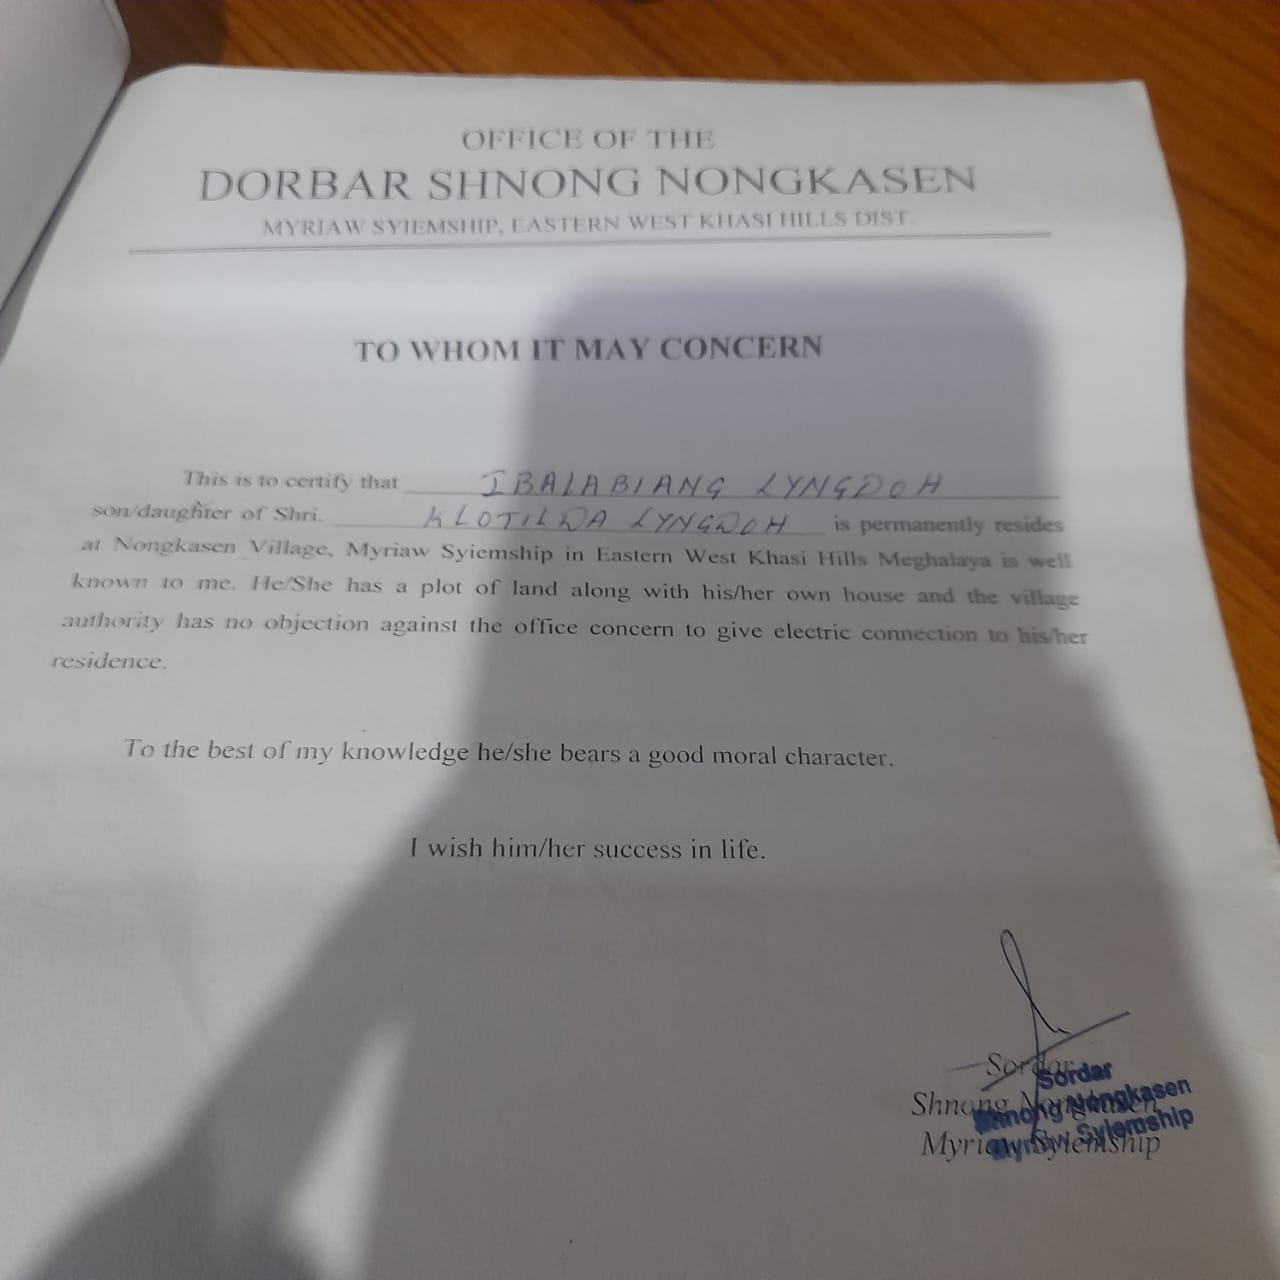 OFFICE OF THE
DORBAR SHNONG NONGKASEN
MYRIAW SYIEMSHIP, EASTERN WEST KHASI HILLS DIST.
TO WHOM IT MAY CONCERN
This is to certify that IBALABIANG LYNGDOH
son/daughter of Shri. KLOTILDA LYNGDOH is permanently resides
at Nongkasen Village, Myriaw Syiemship in Eastern West Khasi Hills Meghalaya is well
known to me. He/She has a plot of land along with his/her own house and the village
authority has no objection against the office concern to give electric connection to his/her
residence.
To the best of my knowledge he/she bears a good moral character.
I wish him/her success in life.
Sordar
Shnong Nongkasen
Myriaw Syiemship
Sordar
Shnong Nongkasen
Myriaw Syiemship